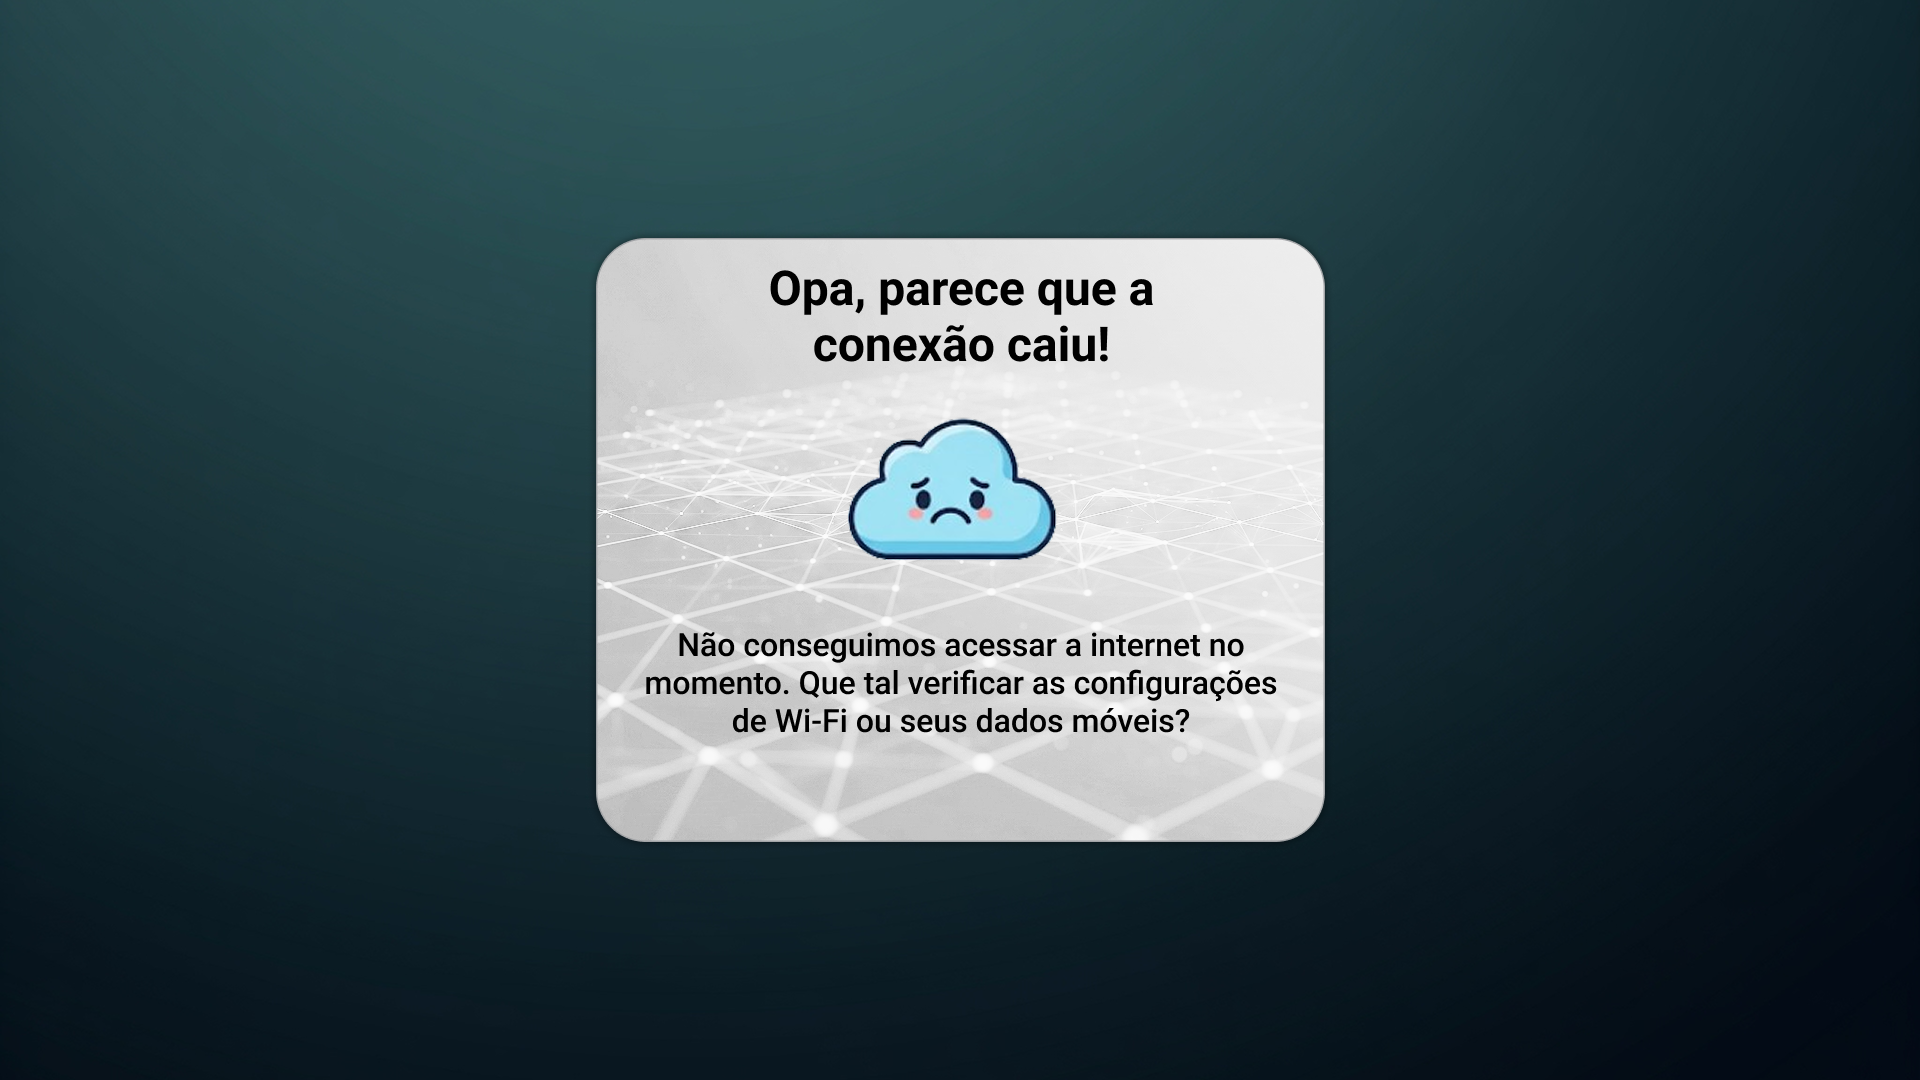 Opa, parece que a
conexão caiu!
Não conseguimos acessar a internet no
momento. Que tal verificar as configurações
de Wi-Fi ou seus dados móveis?